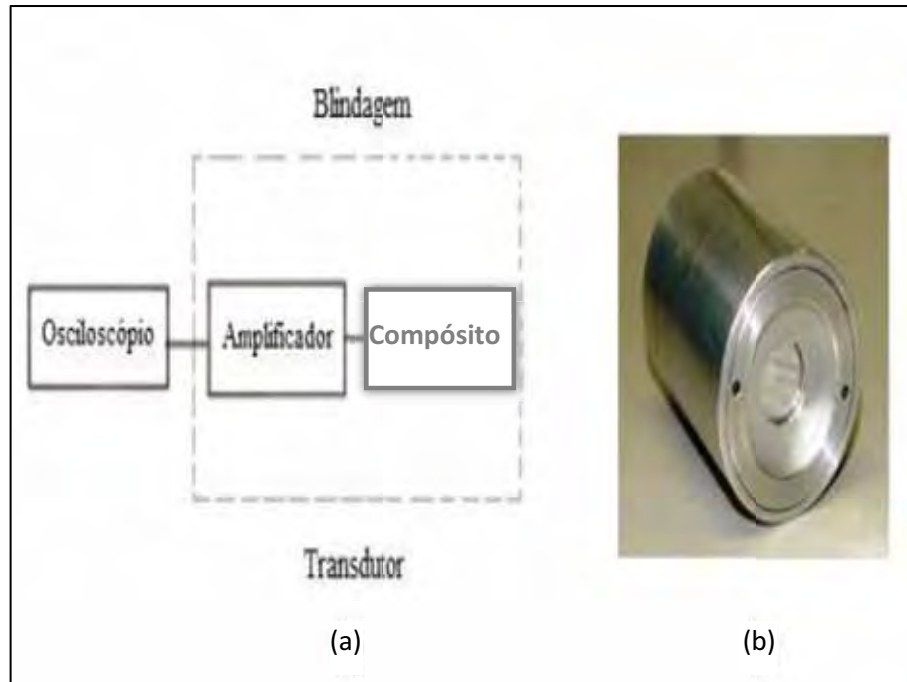 Blindagem
Osciloscópio
Amplificador
Compósito
Transdutor
(a)
(b)